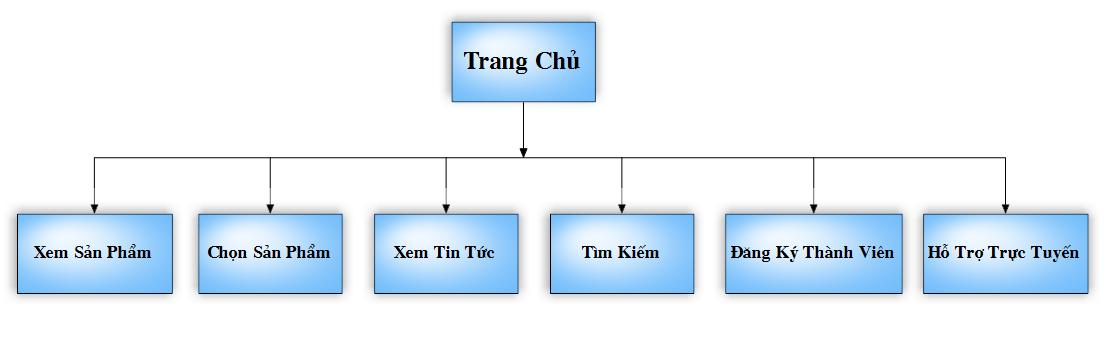 Trang Chủ
Xem Sản Phẩm
Chọn Sản Phẩm
Xem Tin Tức
Tìm Kiếm
Đăng Ký Thành Viên
Hỗ Trợ Trực Tuyến